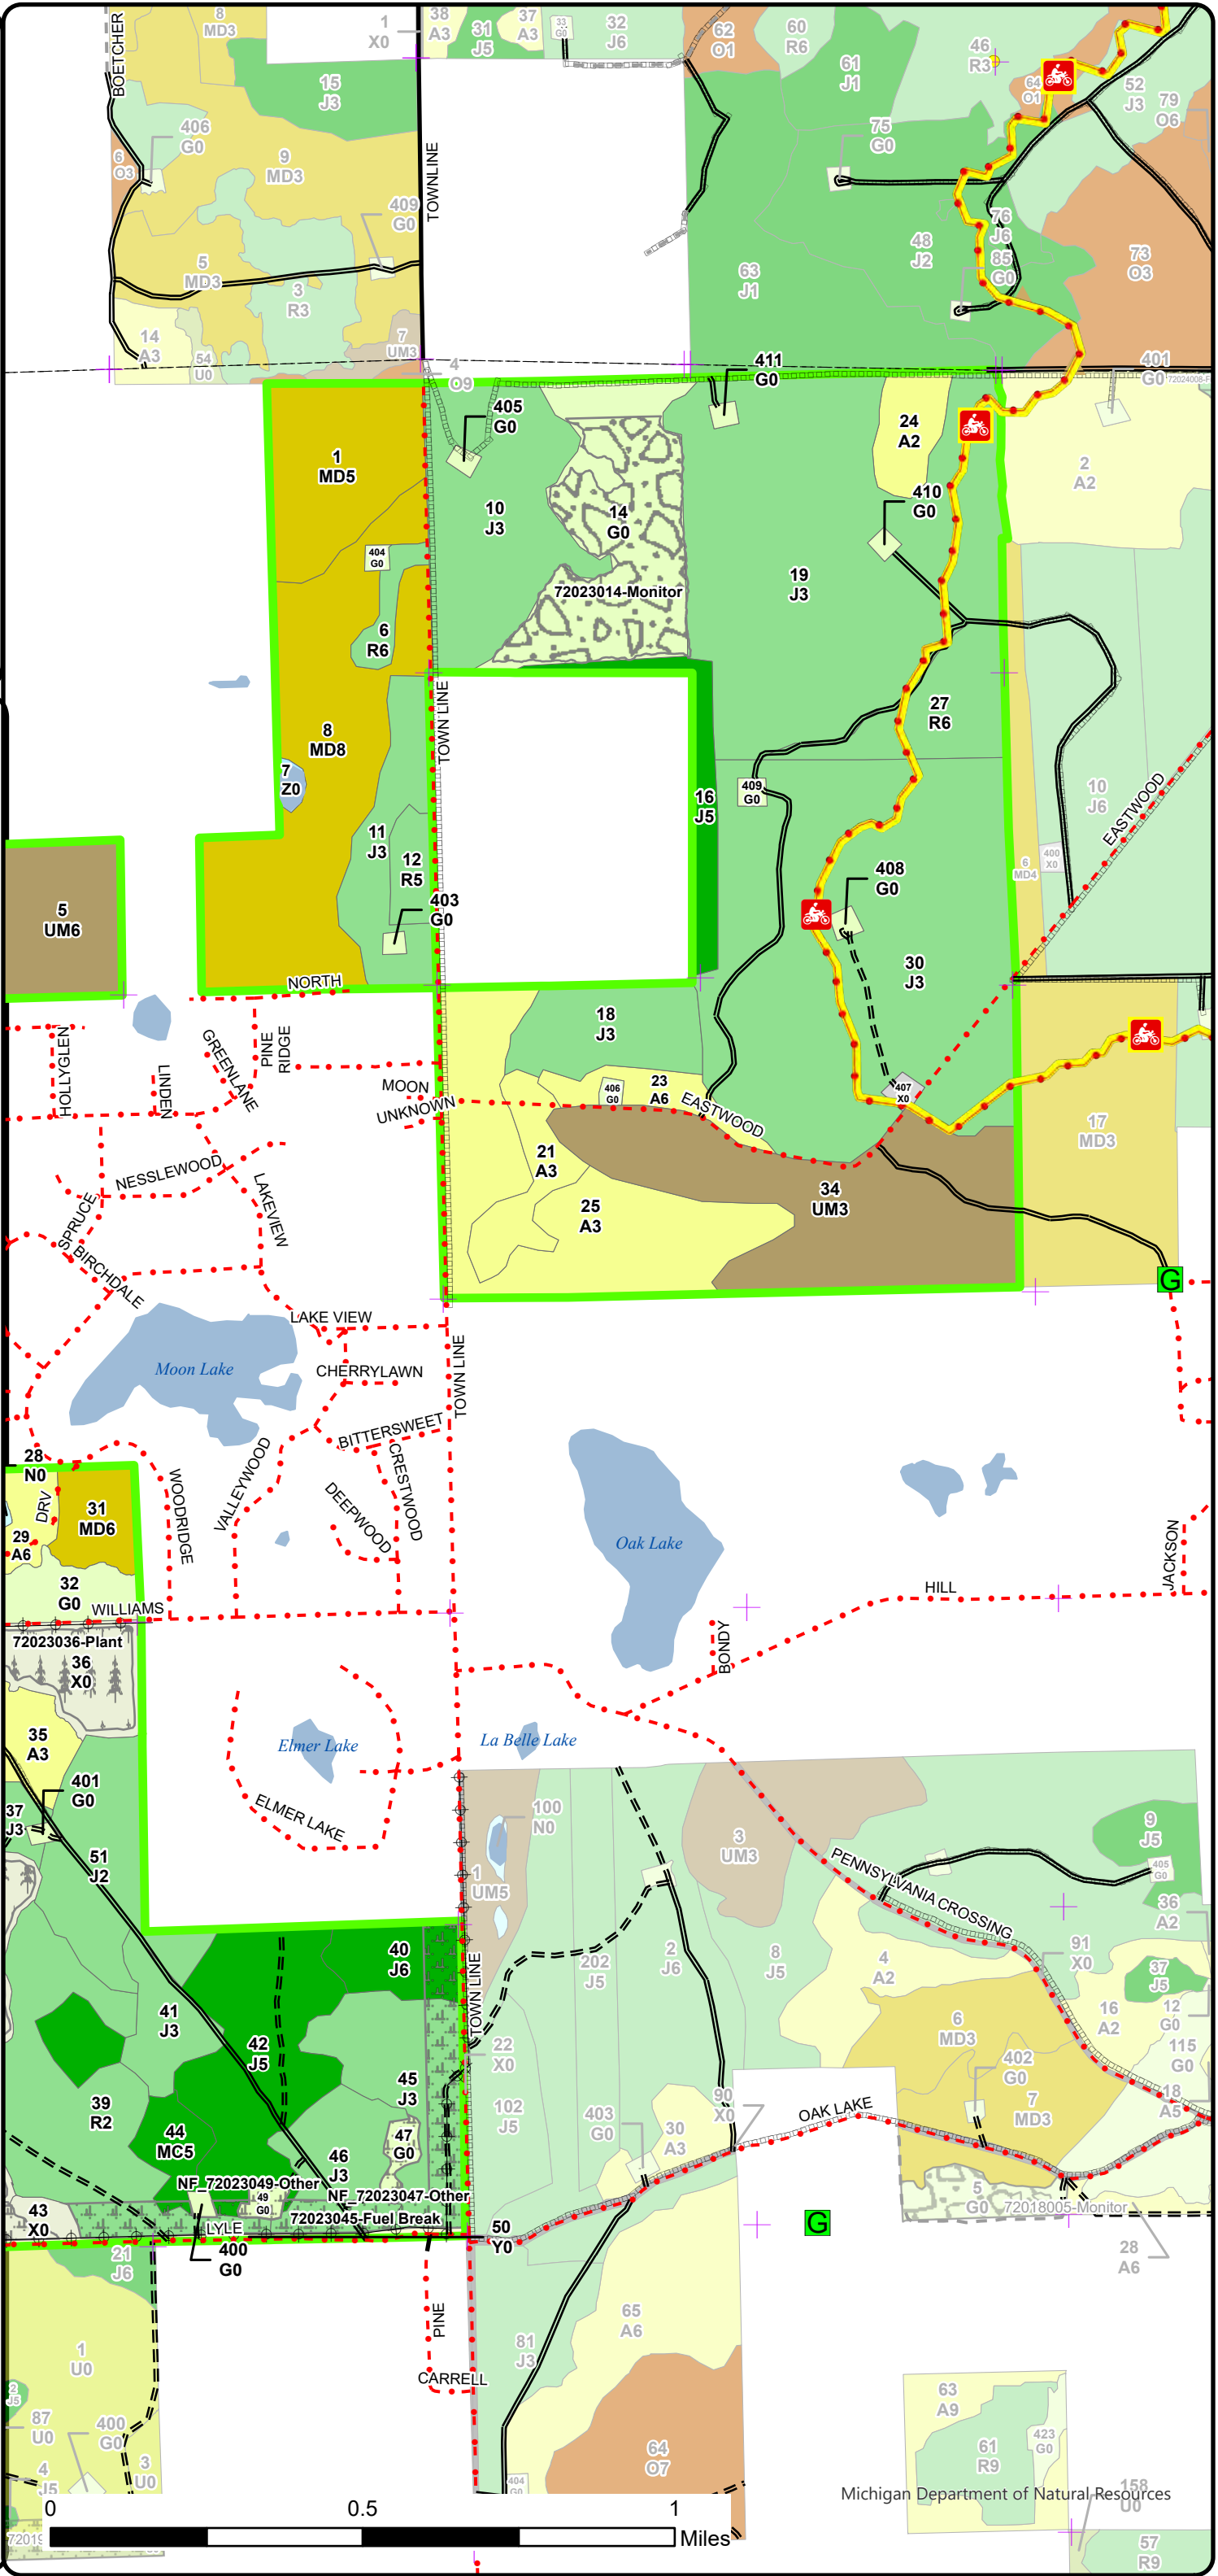 BOETCHER
8
MD3
1
X0
38
A3
31
J5
37
A3
33
G0
32
J6
62
O1
60
R6
46
R3
61
J1
64
O1
52
J3
79
O6
15
J3
406
G0
75
G0
6
O3
9
MD3
TOWNLINE
409
G0
76
J6
48
J2
85
G0
73
O3
5
MD3
3
R3
63
J1
14
A3
54
U0
7
UM3
4
O9
411
G0
401
G0
405
G0
24
A2
1
MD5
2
A2
410
G0
10
J3
14
G0
404
G0
19
J3
72023014-Monitor
6
R6
TOWN LINE
27
R6
8
MD8
7
Z0
409
G0
16
J5
10
J6
EASTWOOD
11
J3
12
R5
400
X0
6
MD4
408
G0
5
UM6
403
G0
30
J3
NORTH
18
J3
HOLLYGLEN
GREENLANE
PINE
RIDGE
LINDEN
MOON
UNKNOWN
406
G0
23
A6
407
X0
EASTWOOD
17
MD3
21
A3
NESSLEWOOD
34
UM3
25
A3
SPRUCE
LAKEVIEW
BIRCHDALE
G
LAKE VIEW
Moon Lake
CHERRYLAWN
TOWN LINE
BITTERSWEET
28
N0
DRV
31
MD6
WOODRIDGE
VALLEYWOOD
DEEPWOOD
CRESTWOOD
29
A6
Oak Lake
JACKSON
32
G0
HILL
WILLIAMS
72023036-Plant
36
X0
BONDY
35
A3
Elmer Lake
La Belle Lake
401
G0
37
J3
ELMER LAKE
100
N0
3
UM3
9
J5
51
J2
1
UM5
PENNSYLVANIA CROSSING
405
G0
36
A2
40
J6
TOWN LINE
202
J5
2
J6
8
J5
4
A2
91
X0
37
J5
41
J3
42
J5
22
X0
6
MD3
16
A2
12
G0
402
G0
115
G0
39
R2
45
J3
102
J5
90
X0
OAK LAKE
7
MD3
18
A5
44
MC5
47
G0
403
G0
30
A3
46
J3
NF_72023049-Other
49
G0
NF_72023047-Other
5
G0
72018005-Monitor
43
X0
72023045-Fuel Break
LYLE
50
Y0
G
400
G0
21
J6
28
A6
PINE
65
A6
1
U0
81
J3
CARRELL
2
J5
63
A9
87
U0
400
G0
61
R9
423
G0
4
J5
3
U0
64
O7
404
G0
158
U0
Michigan Department of Natural Resources
0
0.5
1
Miles
57
R9